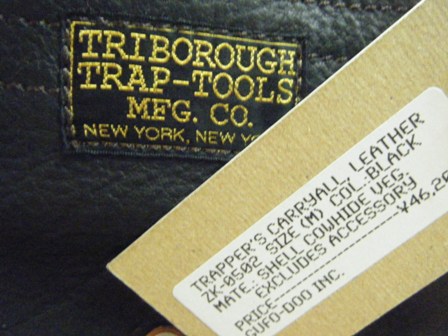 TRIBOROUGH
TRAP-TOOLS
MFG. CO.
NEW YORK, NEW
TRAPPER'S CARRYALL, LEATHER
ZK-0502 SIZE (M) COL.:BLACK
MATE.: SHELL COWHIDE VEG.
EXCLUDES ACCESSORY
PRICE---------------¥46,20
GUFO-DOO INC.